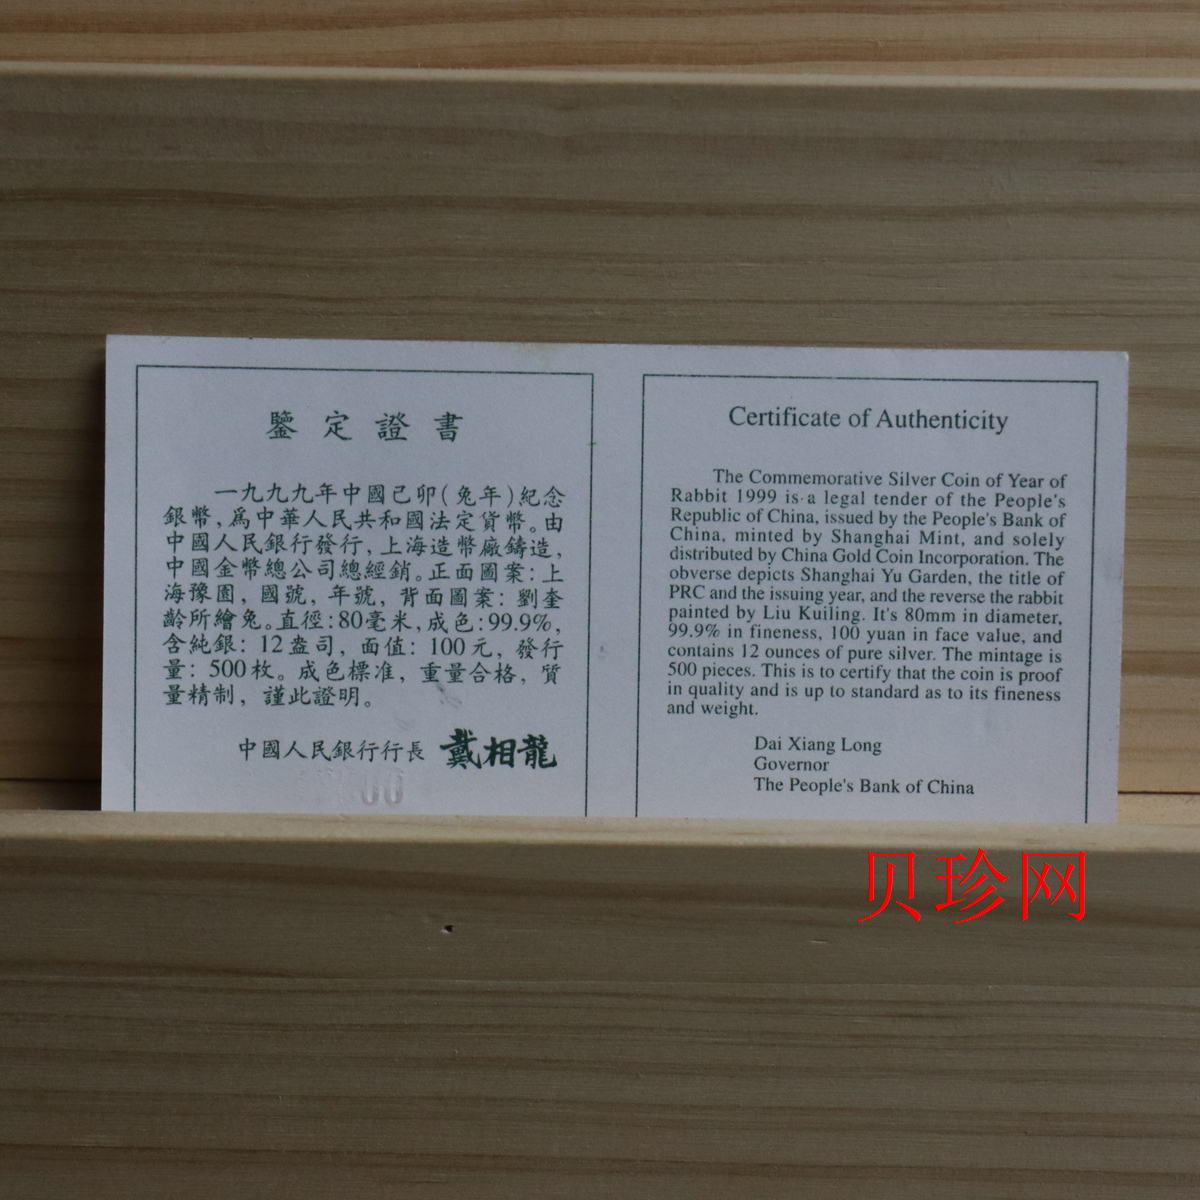 鑒定證書
一九九九年中國己卯(兔年)紀念
銀幣,爲中華人民共和國法定貨幣。由
中國人民銀行發行,上海造幣廠鑄造,
中國金幣總公司總經銷。正面圖案:上
海豫園,國號,年號,背面圖案:劉奎
齡所繪兔。直徑:80毫米,成色:99.9%,
含純銀:12盎司,面值:100元,發行
量:500枚。成色標准,重量合格,質
量精制,謹此證明。
中國人民銀行行長 戴相龍
Certificate of Authenticity
The Commemorative Silver Coin of Year of
Rabbit 1999 is a legal tender of the People's
Republic of China, issued by the People's Bank of
China, minted by Shanghai Mint, and solely
distributed by China Gold Coin Incorporation. The
obverse depicts Shanghai Yu Garden, the title of
PRC and the issuing year, and the reverse the rabbit
painted by Liu Kuiling. It's 80mm in diameter,
99.9% in fineness, 100 yuan in face value, and
contains 12 ounces of pure silver. The mintage is
500 pieces. This is to certify that the coin is proof
in quality and is up to standard as to its fineness
and weight.
Dai Xiang Long
Governor
The People's Bank of China
贝珍网